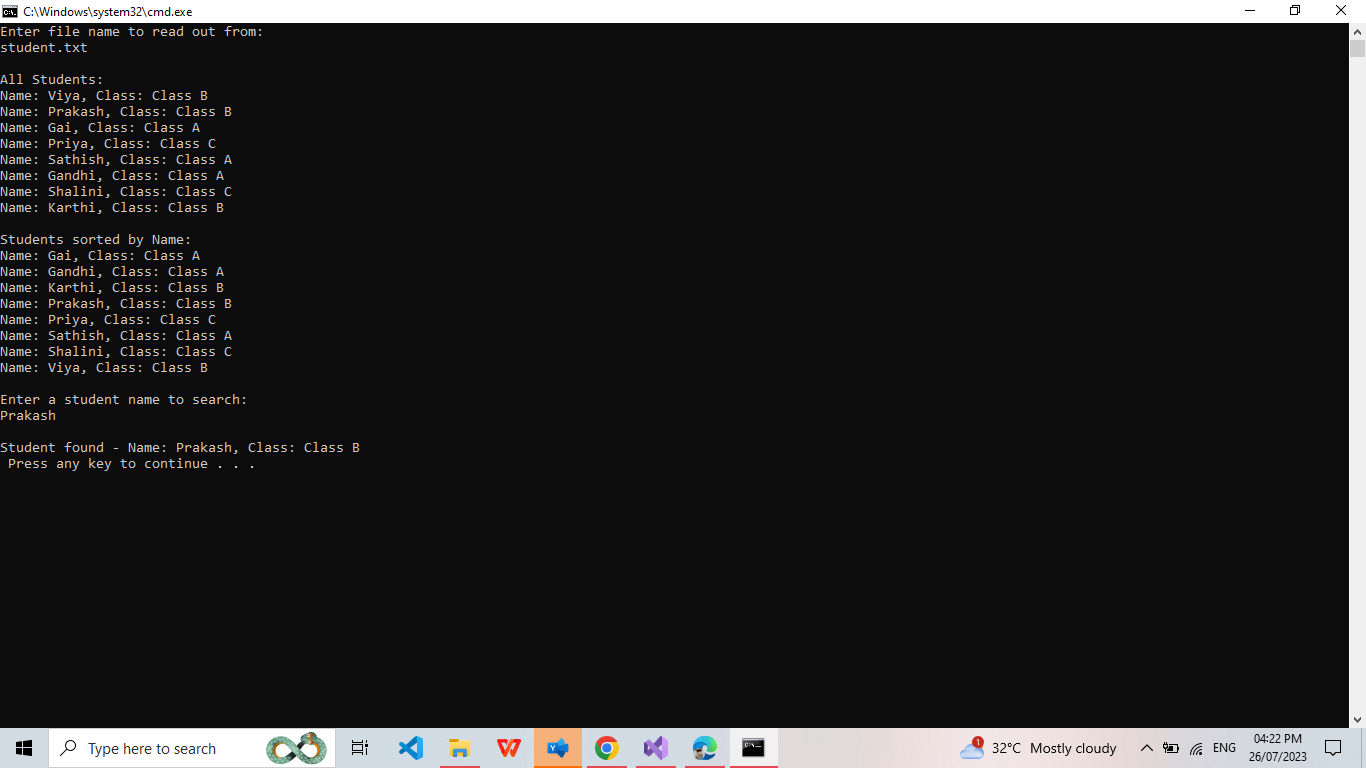 C:\Windows\system32\cmd.exe
Enter file name to read out from:
student.txt
All Students:
Name: Viya, Class: Class B
Name: Prakash, Class: Class B
Name: Gai, Class: Class A
Name: Priya, Class: Class C
Name: Sathish, Class: Class A
Name: Gandhi, Class: Class A
Name: Shalini, Class: Class C
Name: Karthi, Class: Class B
Students sorted by Name:
Name: Gai, Class: Class A
Name: Gandhi, Class: Class A
Name: Karthi, Class: Class B
Name: Prakash, Class: Class B
Name: Priya, Class: Class C
Name: Sathish, Class: Class A
Name: Shalini, Class: Class C
Name: Viya, Class: Class B
Enter a student name to search:
Prakash
Student found - Name: Prakash, Class: Class B
Press any key to continue . . .
Type here to search
1
32°C Mostly cloudy
ENG
04:22 PM
26/07/2023